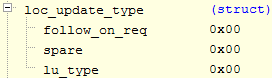 loc_update_type (struct)
follow_on_req 0x00
spare 0x00
lu_type 0x00